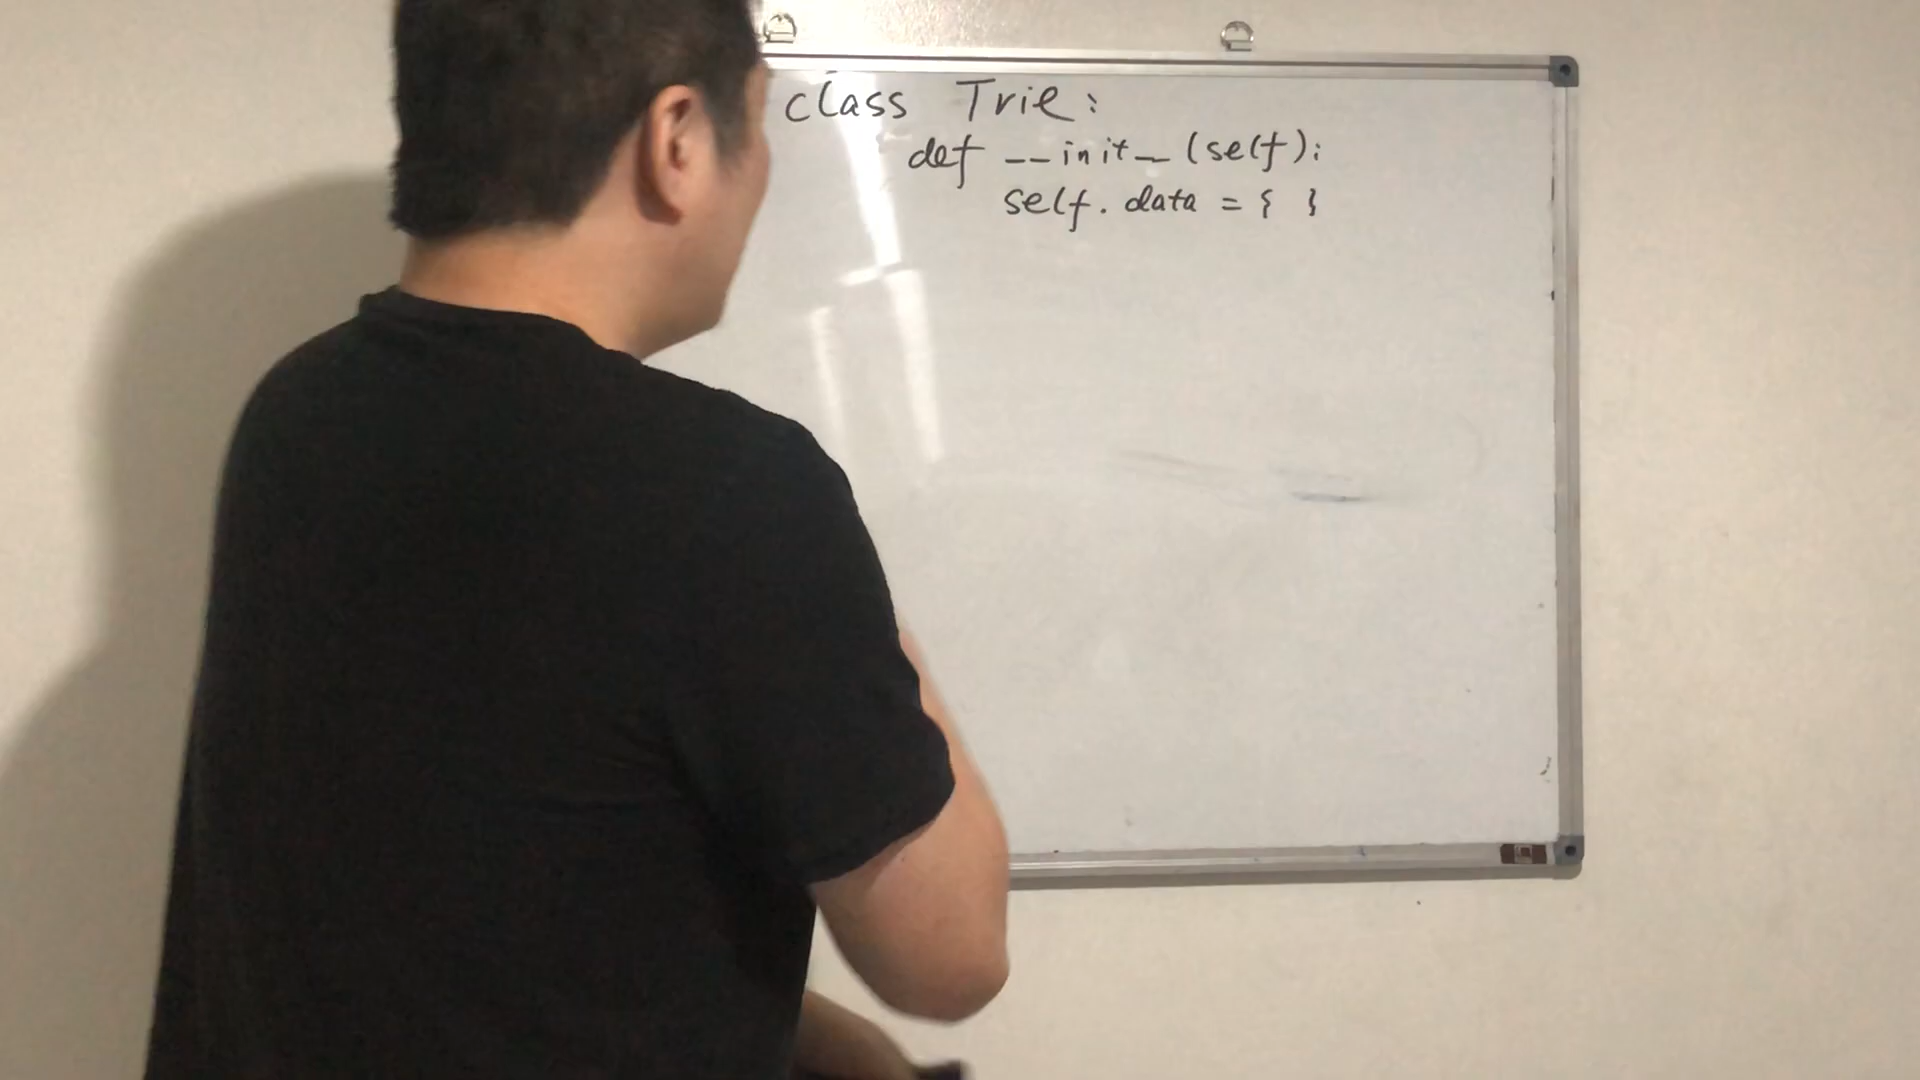 class Trie:
def __init__(self):
self.data = { }